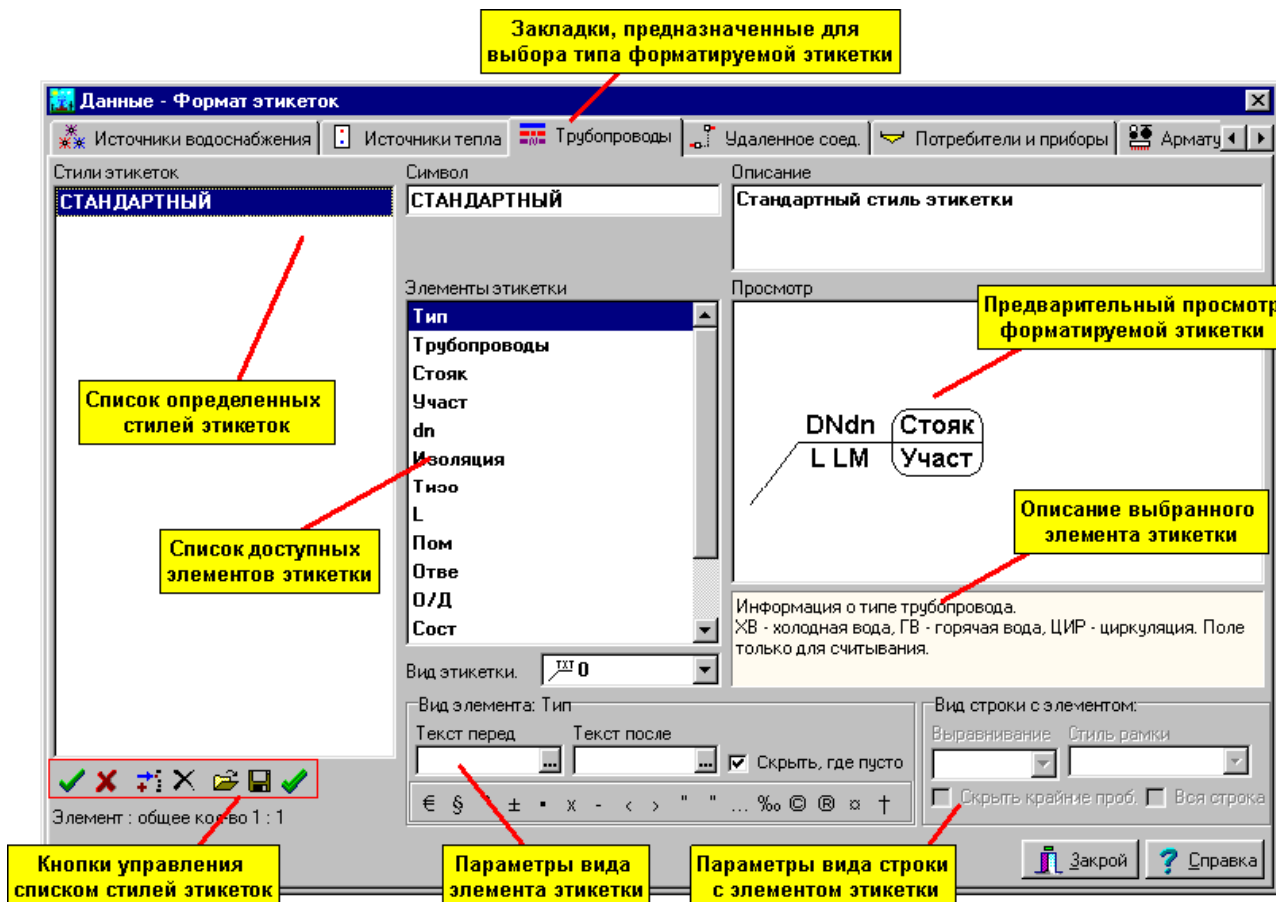 Закладки, предназначенные для
выбора типа форматируемой этикетки
Данные - Формат этикеток
Источники водоснабжения
Источники тепла
Трубопроводы
Удаленное соед.
Потребители и приборы
Армату
Стили этикеток
СТАНДАРТНЫЙ
Символ
СТАНДАРТНЫЙ
Описание
Стандартный стиль этикетки
Элементы этикетки
Тип
Трубопроводы
Стояк
Участ
dn
Изоляция
Тизо
L
Пом
Отве
О/Д
Сост
Просмотр
Предварительный просмотр
форматируемой этикетки
DNdn Стояк
L LM Участ
Список определенных
стилей этикеток
Список доступных
элементов этикетки
Описание выбранного
элемента этикетки
Информация о типе трубопровода.
ХВ - холодная вода, ГВ - горячая вода, ЦИР - циркуляция. Поле
только для считывания.
Вид этикетки.
TXT 0
Вид элемента: Тип
Текст перед
Текст после
...
...
Скрыть, где пусто
€ § ° ± • x - < > " " ... ‰ © ® ¤ †
Вид строки с элементом:
Выравнивание
Стиль рамки
Скрыть крайние проб.
Вся строка
Элемент : общее кол-во 1 : 1
Закрой
? Справка
Кнопки управления
списком стилей этикеток
Параметры вида
элемента этикетки
Параметры вида строки
с элементом этикетки